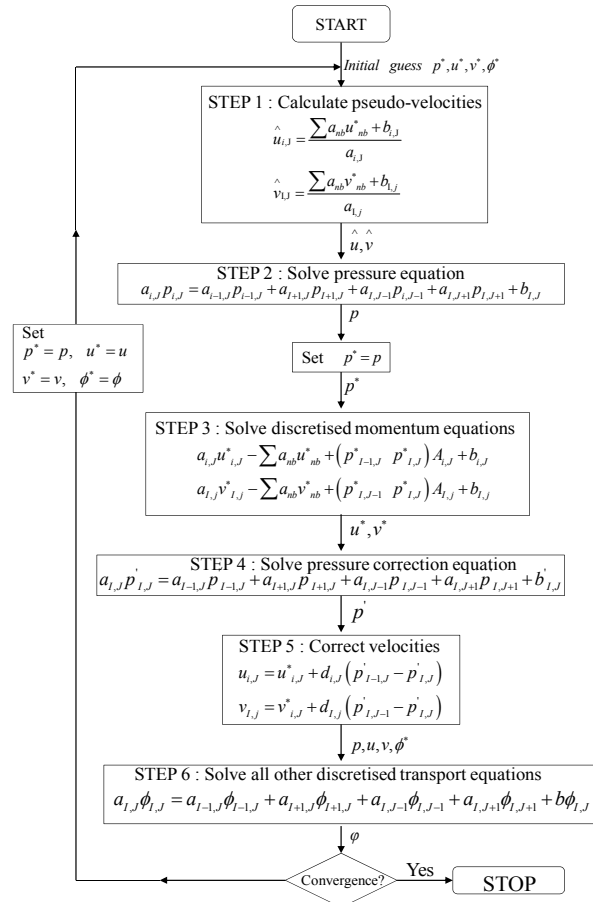 START
Initial guess p*,u*,v*,ϕ*
STEP 1 : Calculate pseudo-velocities
û_{i,J} = (∑ a_{nb}u*_{nb} + b_{i,J}) / a_{i,J}
v̂_{I,J} = (∑ a_{nb}v*_{nb} + b_{I,j}) / a_{I,j}
û,v̂
STEP 2 : Solve pressure equation
a_{i,J}p_{i,J} = a_{i-1,J}p_{i-1,J} + a_{I+1,J}p_{I+1,J} + a_{I,J-1}p_{i,J-1} + a_{I,J+1}p_{I,J+1} + b_{I,J}
p
Set p* = p
p*
Set
p* = p, u* = u
v* = v, ϕ* = ϕ
STEP 3 : Solve discretised momentum equations
a_{i,J}u*_{i,J} − ∑ a_{nb}u*_{nb} + (p*_{I-1,J} p*_{I,J}) A_{i,J} + b_{i,J}
a_{I,j}v*_{I,j} − ∑ a_{nb}v*_{nb} + (p*_{I,J-1} p*_{I,J}) A_{I,j} + b_{I,j}
u*,v*
STEP 4 : Solve pressure correction equation
a_{I,J}p'_{I,J} = a_{I-1,J}p_{I-1,J} + a_{I+1,J}p'_{I+1,J} + a_{I,J-1}p_{I,J-1} + a_{I,J+1}p_{I,J+1} + b'_{I,J}
p'
STEP 5 : Correct velocities
u_{i,J} = u*_{i,J} + d_{i,J}(p'_{I-1,J} − p'_{I,J})
v_{I,j} = v*_{i,J} + d_{I,j}(p'_{I,J-1} − p'_{I,J})
p,u,v,ϕ*
STEP 6 : Solve all other discretised transport equations
a_{I,J}ϕ_{I,J} = a_{I-1,J}ϕ_{I-1,J} + a_{I+1,J}ϕ_{I+1,J} + a_{I,J-1}ϕ_{I,J-1} + a_{I,J+1}ϕ_{I,J+1} + bϕ_{I,J}
φ
Convergence?
Yes
STOP